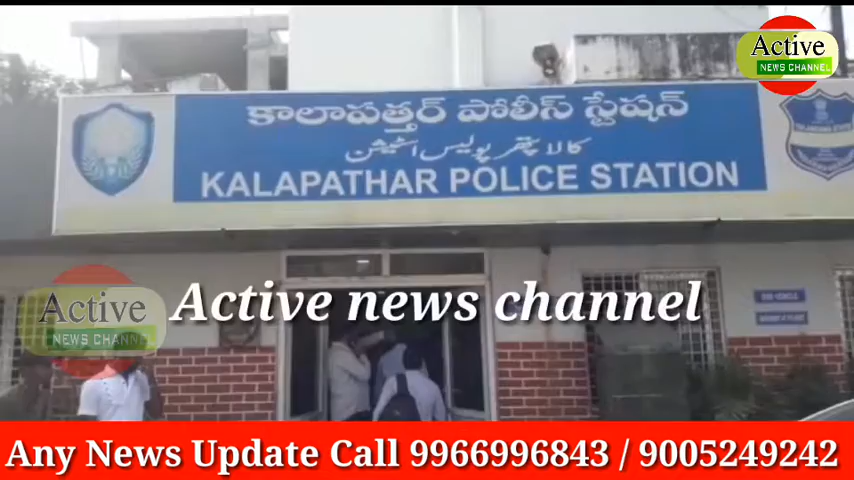 Active
NEWS CHANNEL
కాలాపత్తర్ పోలీస్ స్టేషన్
کالا پتھر پولیس اسٹیشن
KALAPATHAR POLICE STATION
Active news channel
Active
NEWS CHANNEL
Any News Update Call 9966996843 / 9005249242